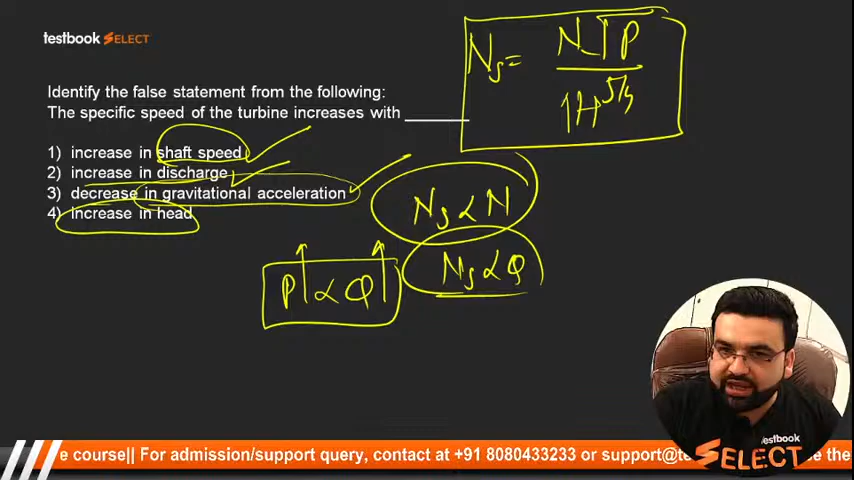 testbook SELECT
Identify the false statement from the following:
The specific speed of the turbine increases with ________
1) increase in shaft speed
2) increase in discharge
3) decrease in gravitational acceleration
4) increase in head
Ns = N√P
H^5/4
Ns ∝ N
Ns ∝ Q
P↑ ∝ Q↑
testbook
SELECT
e course|| For admission/support query, contact at +91 8080433233 or support@te
e the